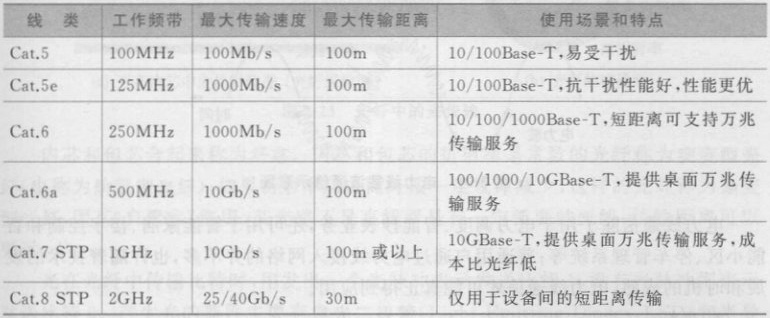 线 类 工作频带 最大传输速度 最大传输距离 使用场景和特点
Cat.5 100MHz 100Mb/s 100m 10/100Base-T,易受干扰
Cat.5e 125MHz 1000Mb/s 100m 10/100Base-T,抗干扰性能好,性能更优
Cat.6 250MHz 1000Mb/s 100m 10/100/1000Base-T,短距离可支持万兆
传输服务
Cat.6a 500MHz 10Gb/s 100m 100/1000/10GBase-T,提供桌面万兆传
输服务
Cat.7 STP 1GHz 10Gb/s 100m 或以上 10GBase-T,提供桌面万兆传输服务,成
本比光纤低
Cat.8 STP 2GHz 25/40Gb/s 30m 仅用于设备间的短距离传输